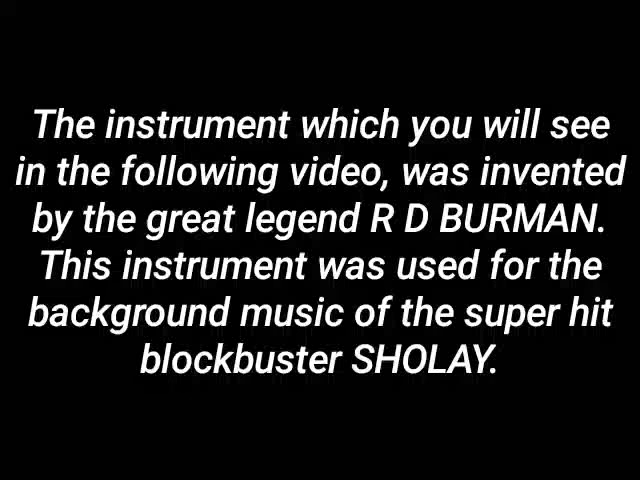 The instrument which you will see
in the following video, was invented
by the great legend R D BURMAN.
This instrument was used for the
background music of the super hit
blockbuster SHOLAY.